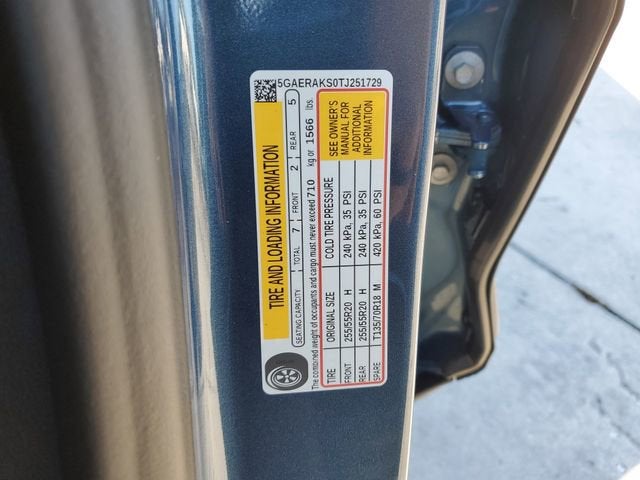 5GAERAKS0TJ251729
TIRE AND LOADING INFORMATION
SEATING CAPACITY TOTAL 7 FRONT 2 REAR 5
The combined weight of occupants and cargo must never exceed 710 kg or 1566 lbs.
TIRE ORIGINAL SIZE COLD TIRE PRESSURE
FRONT 255/55R20 H 240 kPa, 35 PSI
REAR 255/55R20 H 240 kPa, 35 PSI
SPARE T135/70R18 M 420 kPa, 60 PSI
SEE OWNER'S
MANUAL FOR
ADDITIONAL
INFORMATION